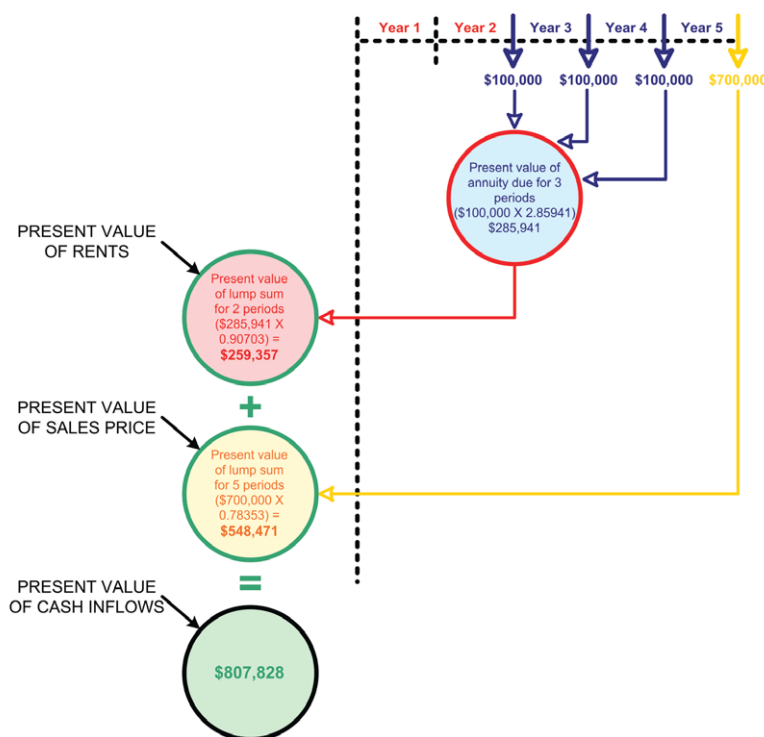 Year 1 Year 2 Year 3 Year 4 Year 5
$100,000 $100,000 $100,000 $700,000
Present value of
annuity due for 3
periods
($100,000 X 2.85941)
$285,941
PRESENT VALUE
OF RENTS
Present value
of lump sum
for 2 periods
($285,941 X
0.90703) =
$259,357
+
PRESENT VALUE
OF SALES PRICE
Present value
of lump sum
for 5 periods
($700,000 X
0.78353) =
$548,471
=
PRESENT VALUE
OF CASH INFLOWS
$807,828